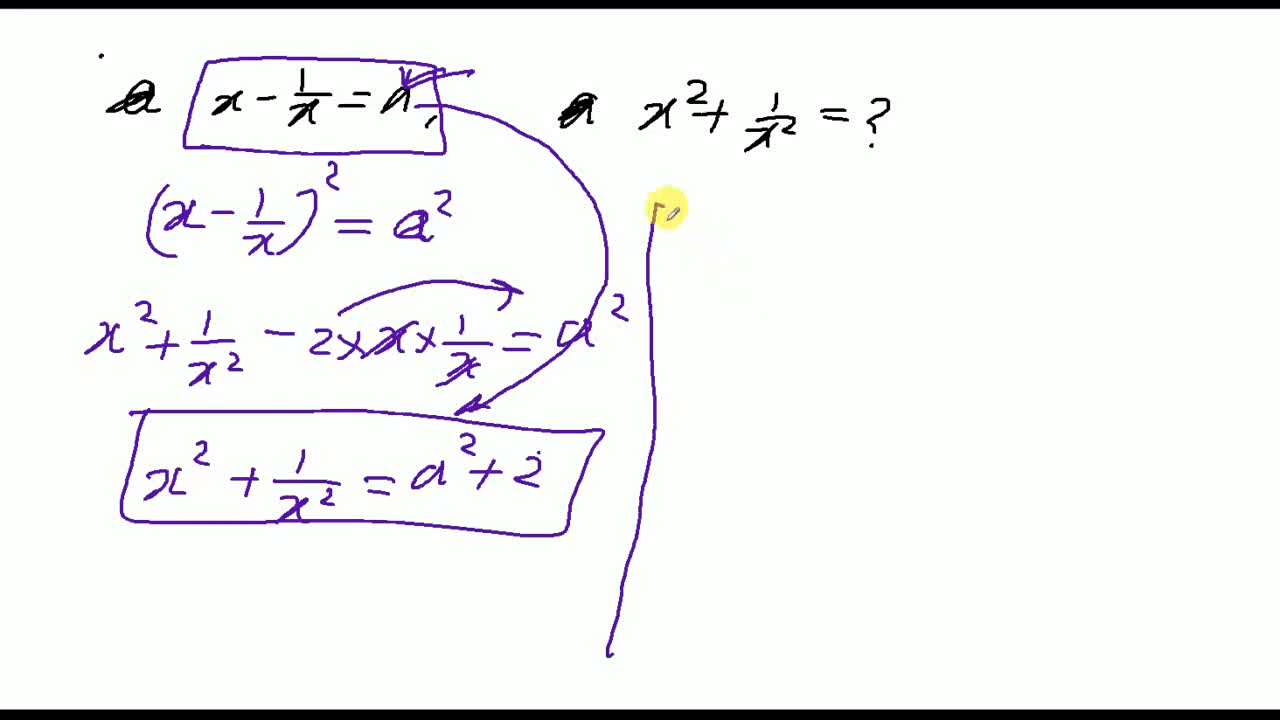 x - 1/x = a, x² + 1/x² = ?
(x - 1/x)² = a²
x² + 1/x² - 2 × x × 1/x = a²
x² + 1/x² = a² + 2